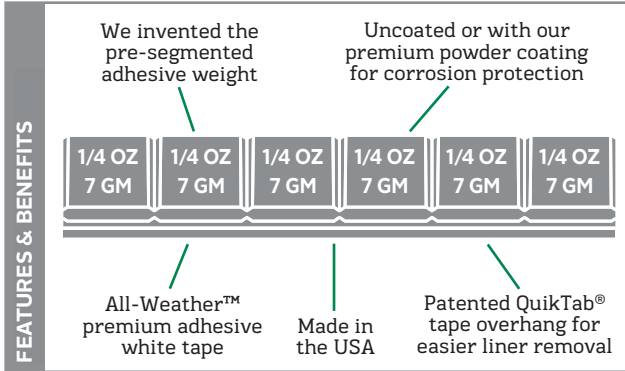 FEATURES & BENEFITS
We invented the
pre-segmented
adhesive weight
Uncoated or with our
premium powder coating
for corrosion protection
1/4 OZ 1/4 OZ 1/4 OZ 1/4 OZ 1/4 OZ 1/4 OZ
7 GM 7 GM 7 GM 7 GM 7 GM 7 GM
All-Weather™
premium adhesive
white tape
Made in
the USA
Patented QuikTab®
tape overhang for
easier liner removal